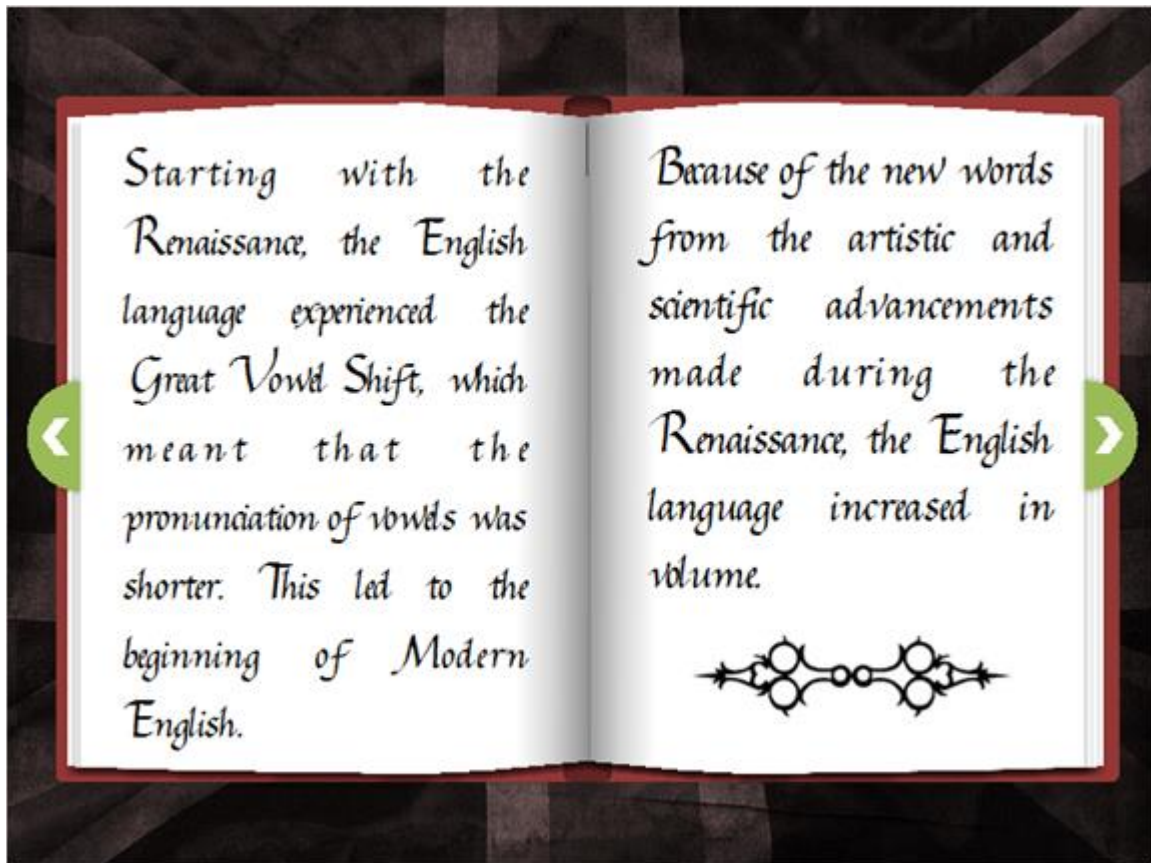 Starting with the
Renaissance, the English
language experienced the
Great Vowel Shift, which
meant that the
pronunciation of vowels was
shorter. This led to the
beginning of Modern
English.
Because of the new words
from the artistic and
scientific advancements
made during the
Renaissance, the English
language increased in
volume.